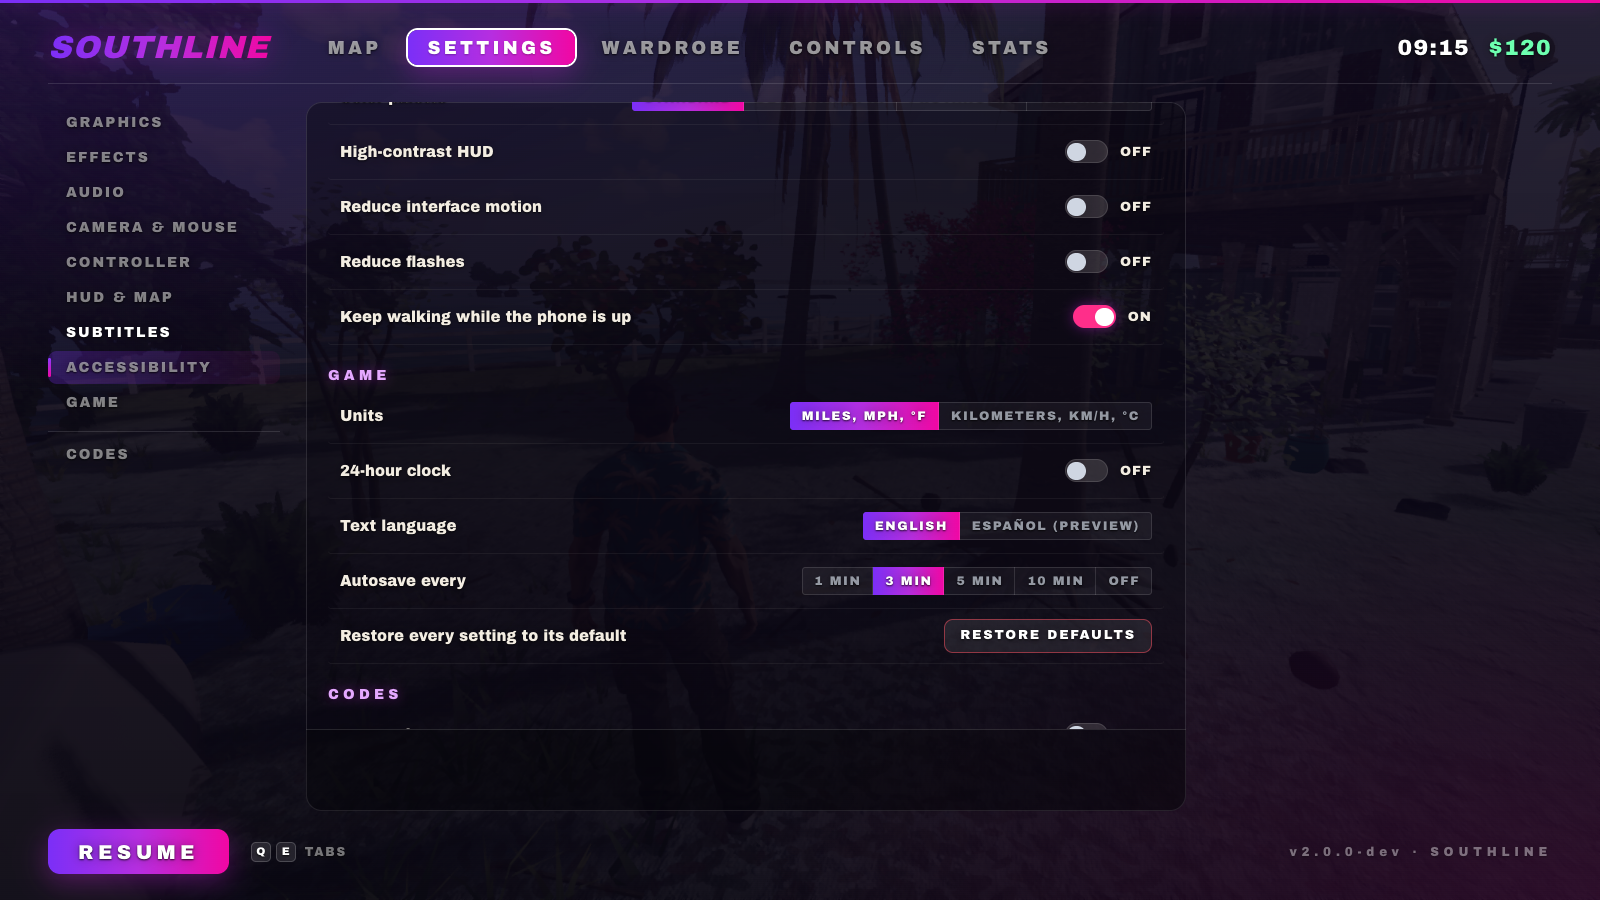 SOUTHLINE MAP SETTINGS WARDROBE CONTROLS STATS 09:15 $120
GRAPHICS
EFFECTS
AUDIO
CAMERA & MOUSE
CONTROLLER
HUD & MAP
SUBTITLES
ACCESSIBILITY
GAME
CODES
High-contrast HUD OFF
Reduce interface motion OFF
Reduce flashes OFF
Keep walking while the phone is up ON
GAME
Units MILES, MPH, °F KILOMETERS, KM/H, °C
24-hour clock OFF
Text language ENGLISH ESPAÑOL (PREVIEW)
Autosave every 1 MIN 3 MIN 5 MIN 10 MIN OFF
Restore every setting to its default RESTORE DEFAULTS
CODES
RESUME Q E TABS v2.0.0-dev · SOUTHLINE